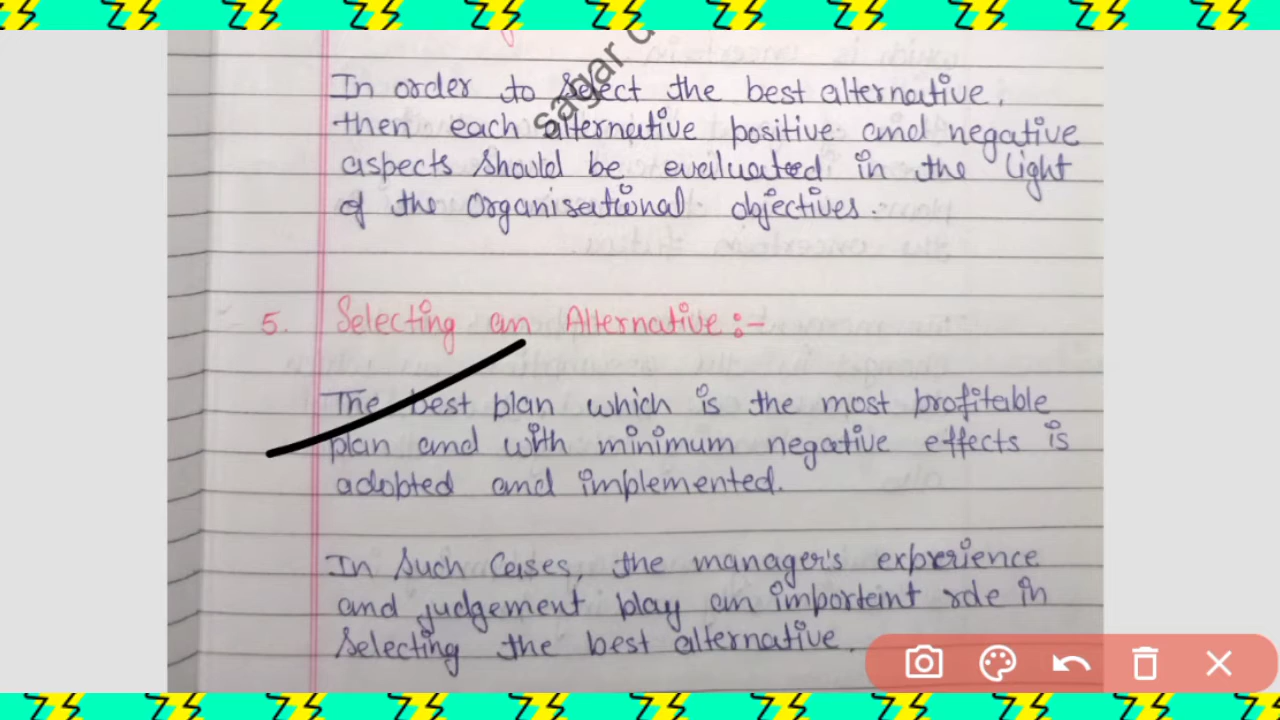 sagar
In order to select the best alternative,
then each alternative positive and negative
aspects should be evaluated in the light
of the organisational objectives.
5. Selecting an Alternative :-
The best plan which is the most profitable
plan and with minimum negative effects is
adopted and implemented.
In such cases, the manager's experience
and judgement play an important role in
selecting the best alternative.